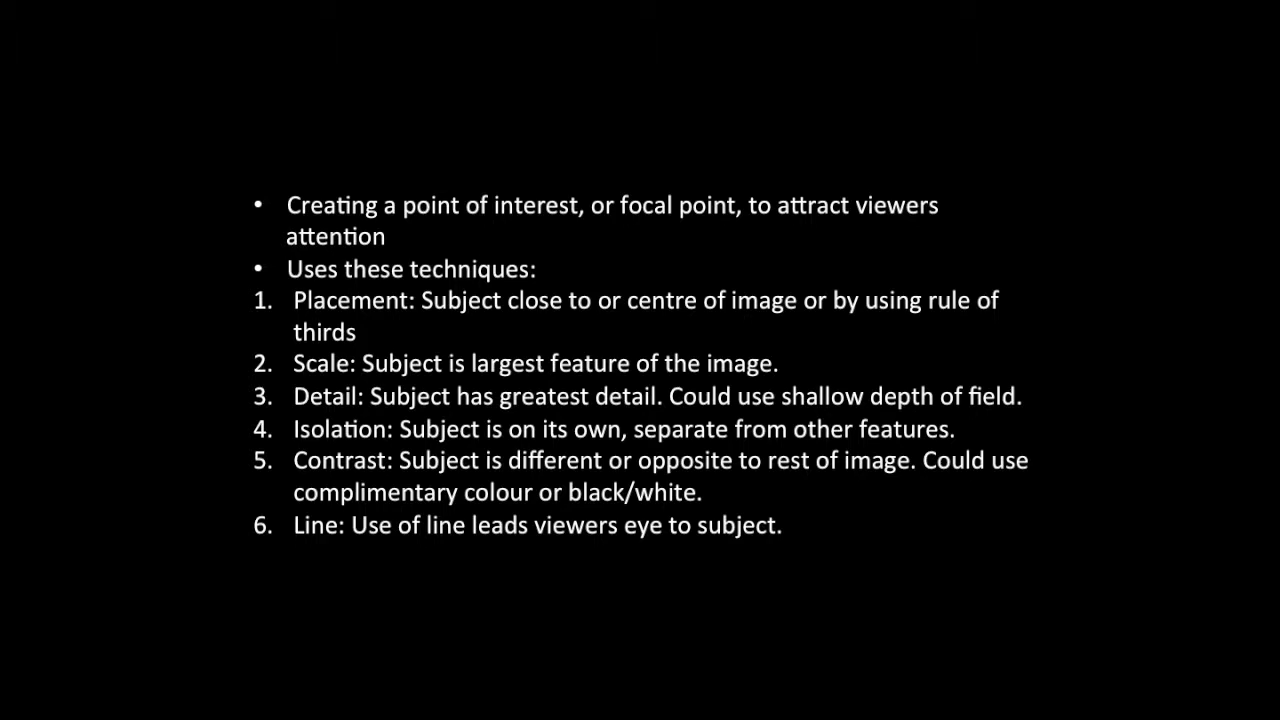 • Creating a point of interest, or focal point, to attract viewers
attention
• Uses these techniques:
1. Placement: Subject close to or centre of image or by using rule of
thirds
2. Scale: Subject is largest feature of the image.
3. Detail: Subject has greatest detail. Could use shallow depth of field.
4. Isolation: Subject is on its own, separate from other features.
5. Contrast: Subject is different or opposite to rest of image. Could use
complimentary colour or black/white.
6. Line: Use of line leads viewers eye to subject.